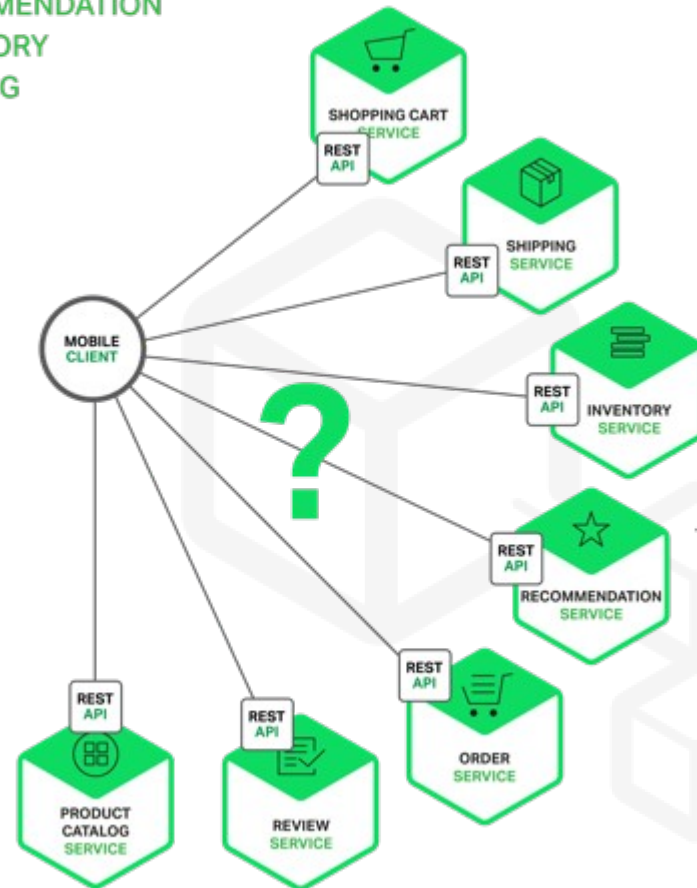 MENDATION
ORY
G
SHOPPING CART
SERVICE
REST
API
SHIPPING
SERVICE
REST
API
MOBILE
CLIENT
REST
API
INVENTORY
SERVICE
?
REST
API
RECOMMENDATION
SERVICE
REST
API
ORDER
SERVICE
REST
API
PRODUCT
CATALOG
SERVICE
REST
API
REVIEW
SERVICE